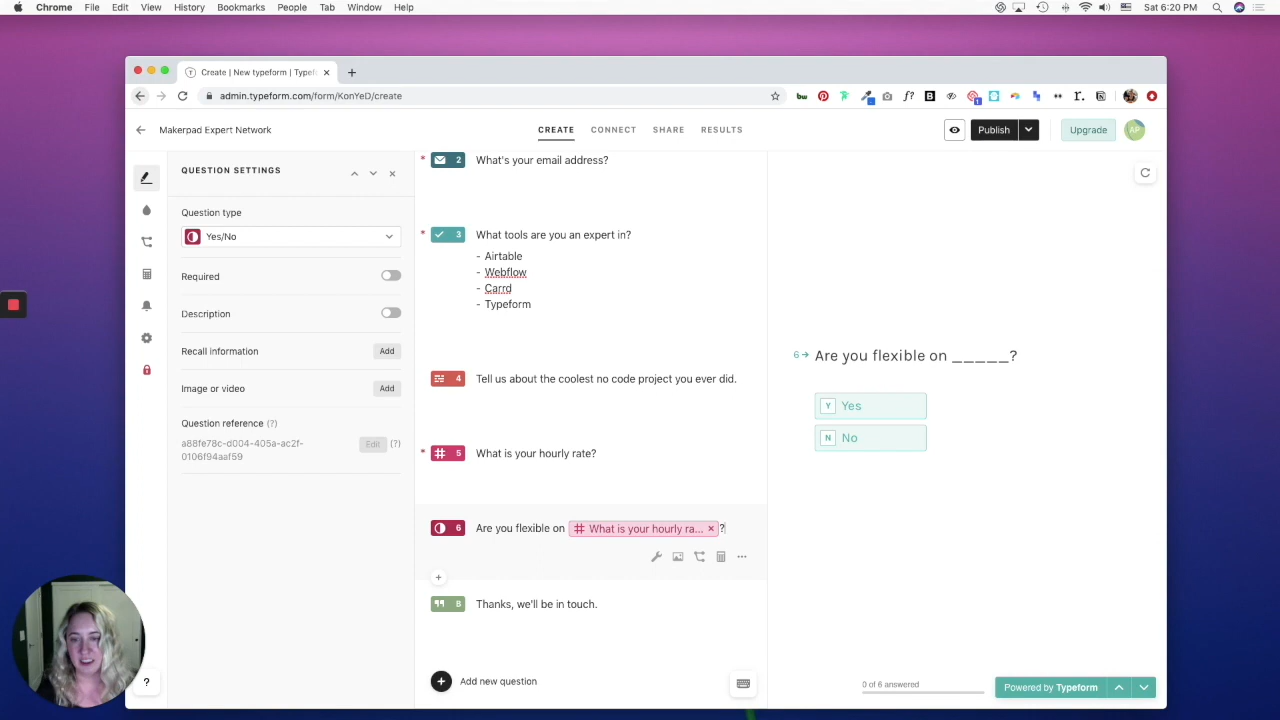 Chrome File Edit View History Bookmarks People Tab Window Help Sat 6:20 PM
Create | New typeform | Typef
admin.typeform.com/form/KonYeD/create
Makerpad Expert Network
CREATE CONNECT SHARE RESULTS
Publish
Upgrade
AP
QUESTION SETTINGS
Question type
Yes/No
Required
Description
Recall information Add
Image or video Add
Question reference (?)
a88fe78c-d004-405a-ac2f-
0106f94aaf59
Edit (?)
?
* 2 What's your email address?
* 3 What tools are you an expert in?
- Airtable
- Webflow
- Carrd
- Typeform
4 Tell us about the coolest no code project you ever did.
* 5 What is your hourly rate?
6 Are you flexible on # What is your hourly ra... × ?
B Thanks, we'll be in touch.
Add new question
6 Are you flexible on _____?
Y Yes
N No
0 of 6 answered
Powered by Typeform